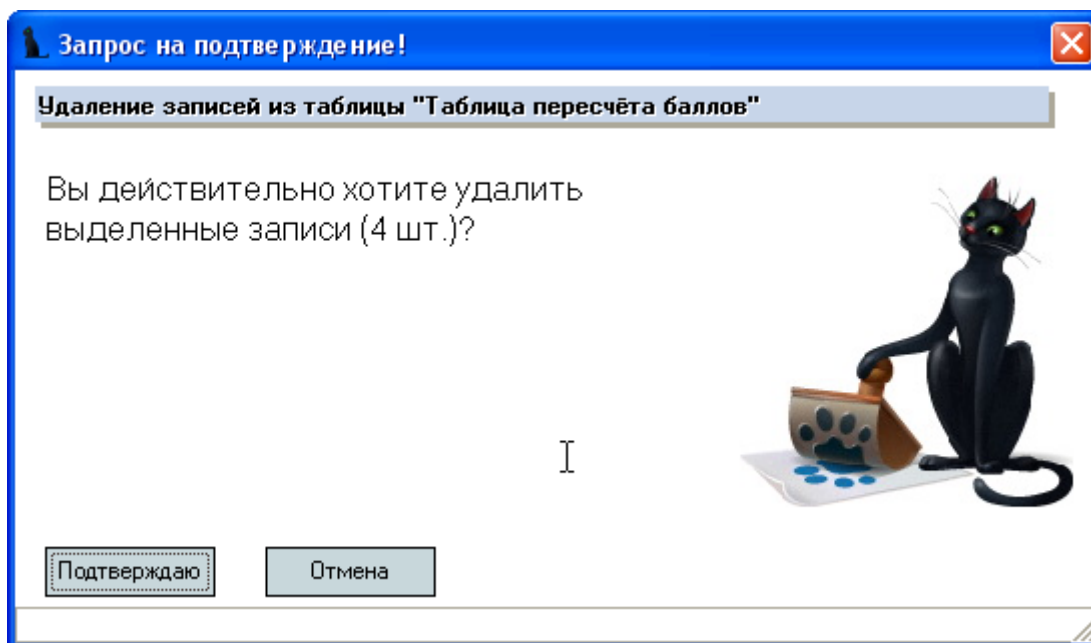 Запрос на подтверждение!
Удаление записей из таблицы "Таблица пересчёта баллов"
Вы действительно хотите удалить
выделенные записи (4 шт.)?
Подтверждаю
Отмена